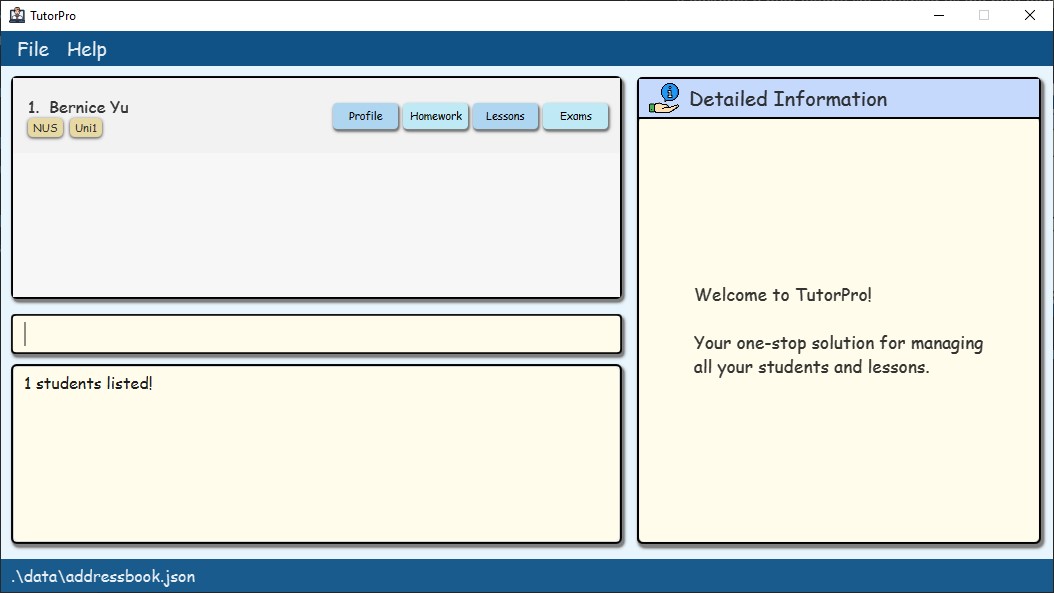 TutorPro
File Help
1. Bernice Yu
NUS Uni1
Profile Homework Lessons Exams
1 students listed!
Detailed Information
Welcome to TutorPro!
Your one-stop solution for managing
all your students and lessons.
.\data\addressbook.json